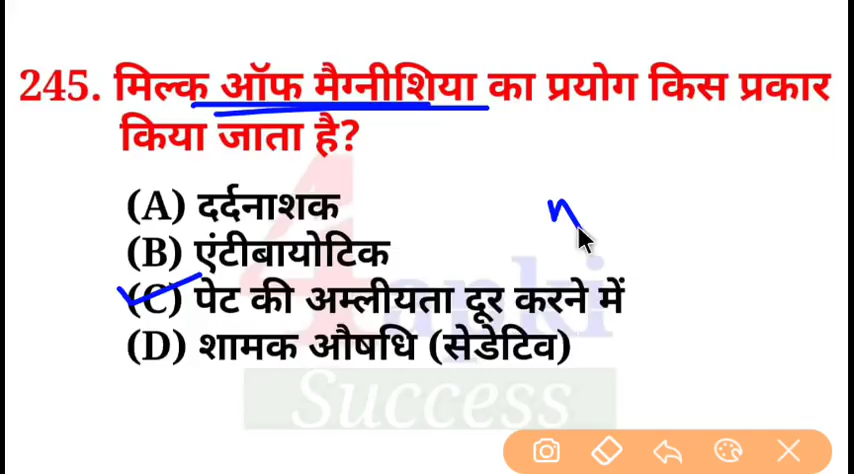 245. मिल्क ऑफ मैग्नीशिया का प्रयोग किस प्रकार
किया जाता है?
(A) दर्दनाशक
(B) एंटीबायोटिक
(C) पेट की अम्लीयता दूर करने में
(D) शामक औषधि (सेडेटिव)
Success